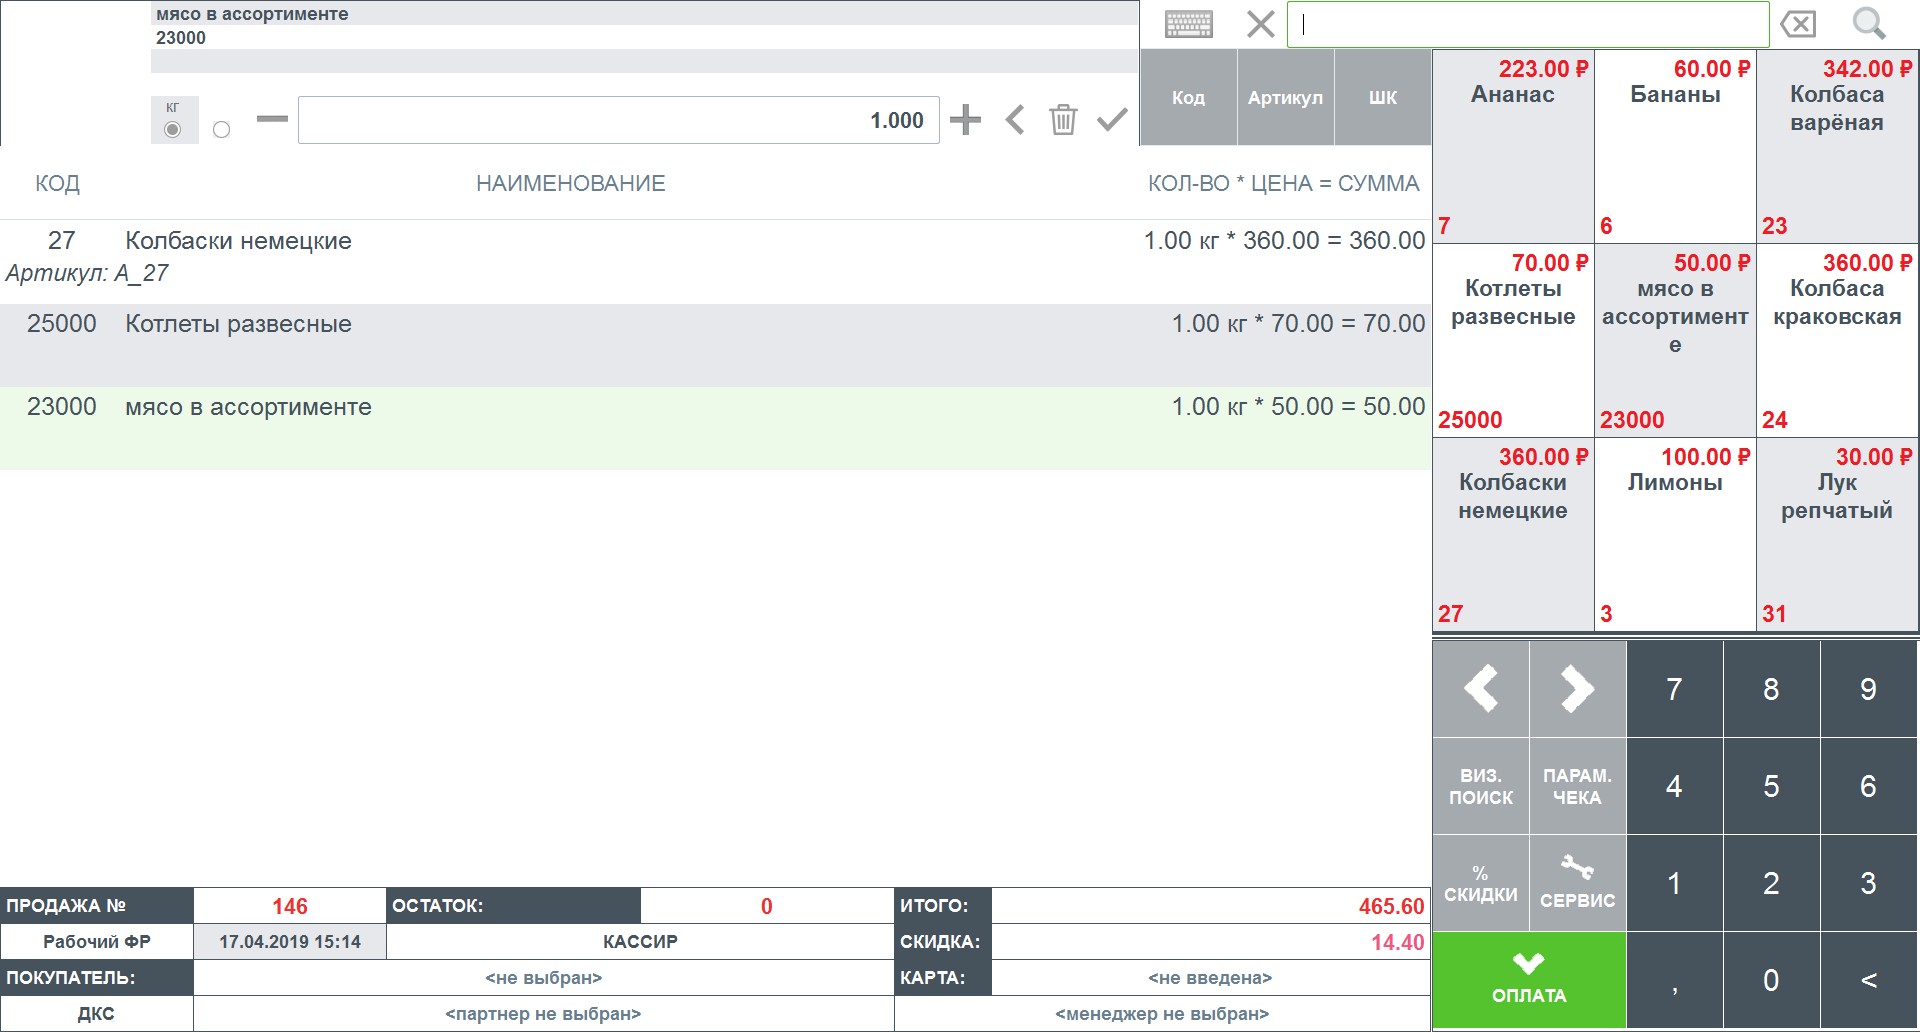 мясо в ассортименте
23000
кг
1.000
Код
Артикул
ШК
КОД
НАИМЕНОВАНИЕ
КОЛ-ВО * ЦЕНА = СУММА
27 Колбаски немецкие 1.00 кг * 360.00 = 360.00
Артикул: A_27
25000 Котлеты развесные 1.00 кг * 70.00 = 70.00
23000 мясо в ассортименте 1.00 кг * 50.00 = 50.00
223.00 ₽
Ананас
7
60.00 ₽
Бананы
6
342.00 ₽
Колбаса
варёная
23
70.00 ₽
Котлеты
развесные
25000
50.00 ₽
мясо в
ассортимент
е
23000
360.00 ₽
Колбаса
краковская
24
360.00 ₽
Колбаски
немецкие
27
100.00 ₽
Лимоны
3
30.00 ₽
Лук
репчатый
31
7 8 9
ВИЗ.
ПОИСК
ПАРАМ.
ЧЕКА
4 5 6
%
СКИДКИ
СЕРВИС
1 2 3
ОПЛАТА
, 0 <
ПРОДАЖА № 146 ОСТАТОК: 0 ИТОГО: 465.60
Рабочий ФР 17.04.2019 15:14 КАССИР СКИДКА: 14.40
ПОКУПАТЕЛЬ: <не выбран> КАРТА: <не введена>
ДКС <партнер не выбран> <менеджер не выбран>